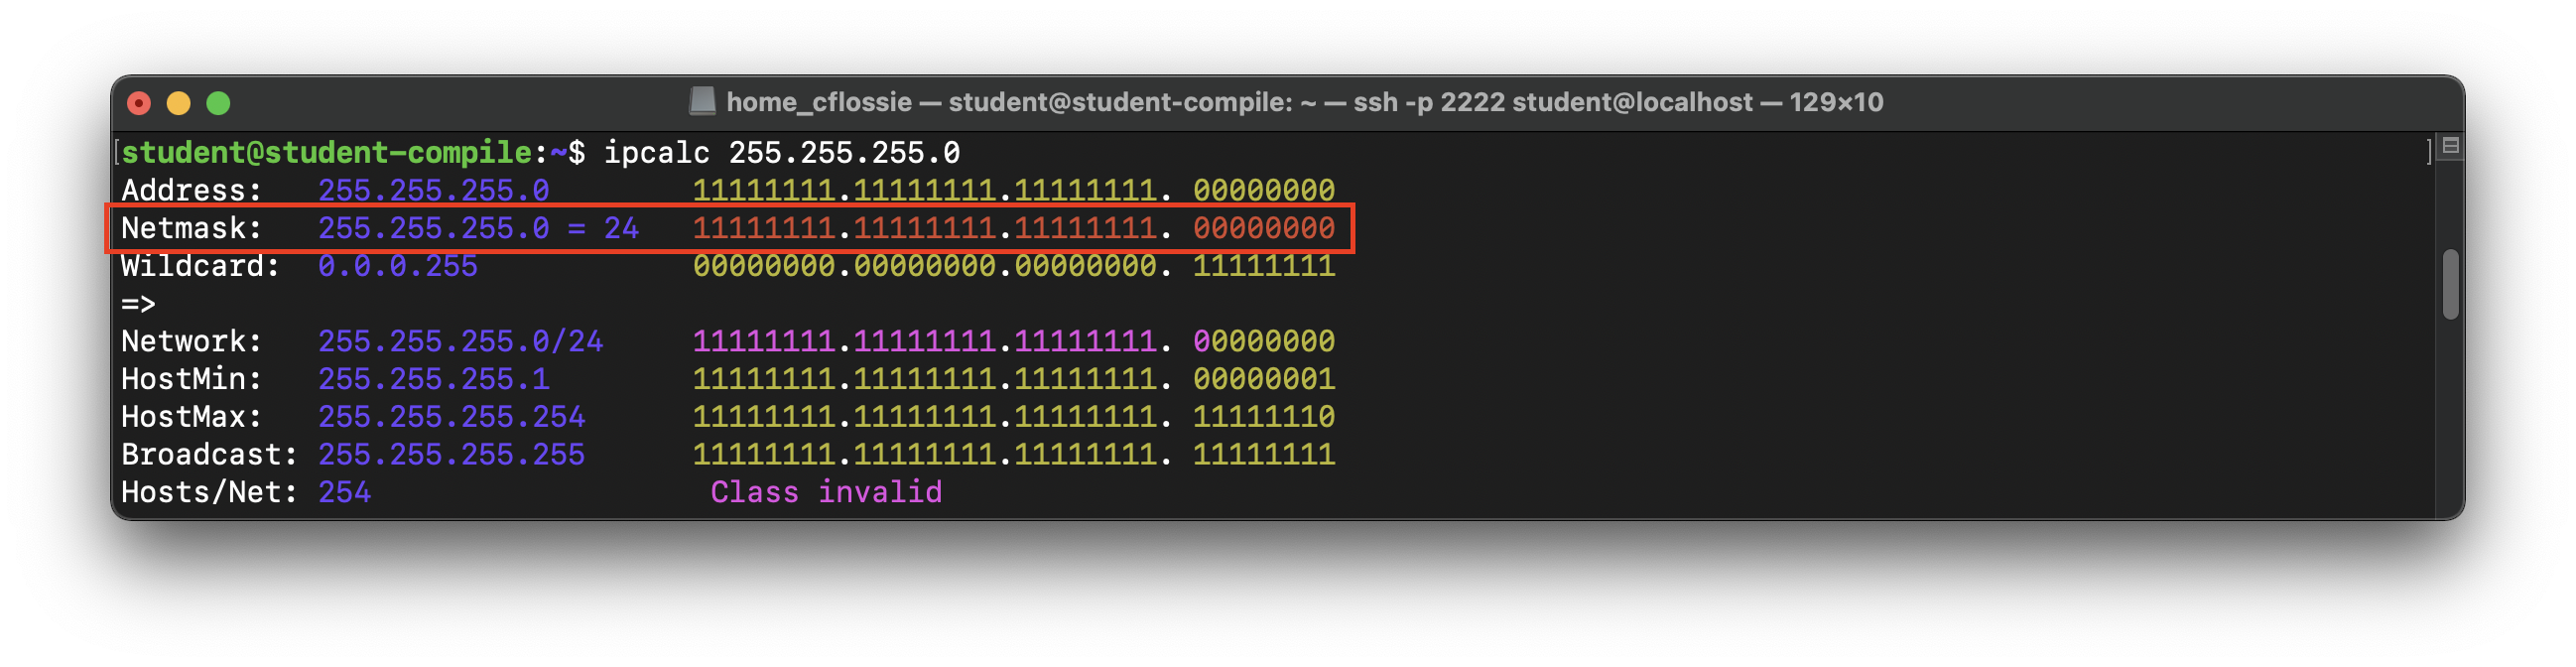 home_cflossie — student@student-compile: ~ — ssh -p 2222 student@localhost — 129×10
[student@student-compile:~$ ipcalc 255.255.255.0 ]
Address:   255.255.255.0        11111111.11111111.11111111. 00000000
Netmask:   255.255.255.0 = 24   11111111.11111111.11111111. 00000000
Wildcard:  0.0.0.255            00000000.00000000.00000000. 11111111
=>
Network:   255.255.255.0/24     11111111.11111111.11111111. 00000000
HostMin:   255.255.255.1        11111111.11111111.11111111. 00000001
HostMax:   255.255.255.254      11111111.11111111.11111111. 11111110
Broadcast: 255.255.255.255      11111111.11111111.11111111. 11111111
Hosts/Net: 254                   Class invalid